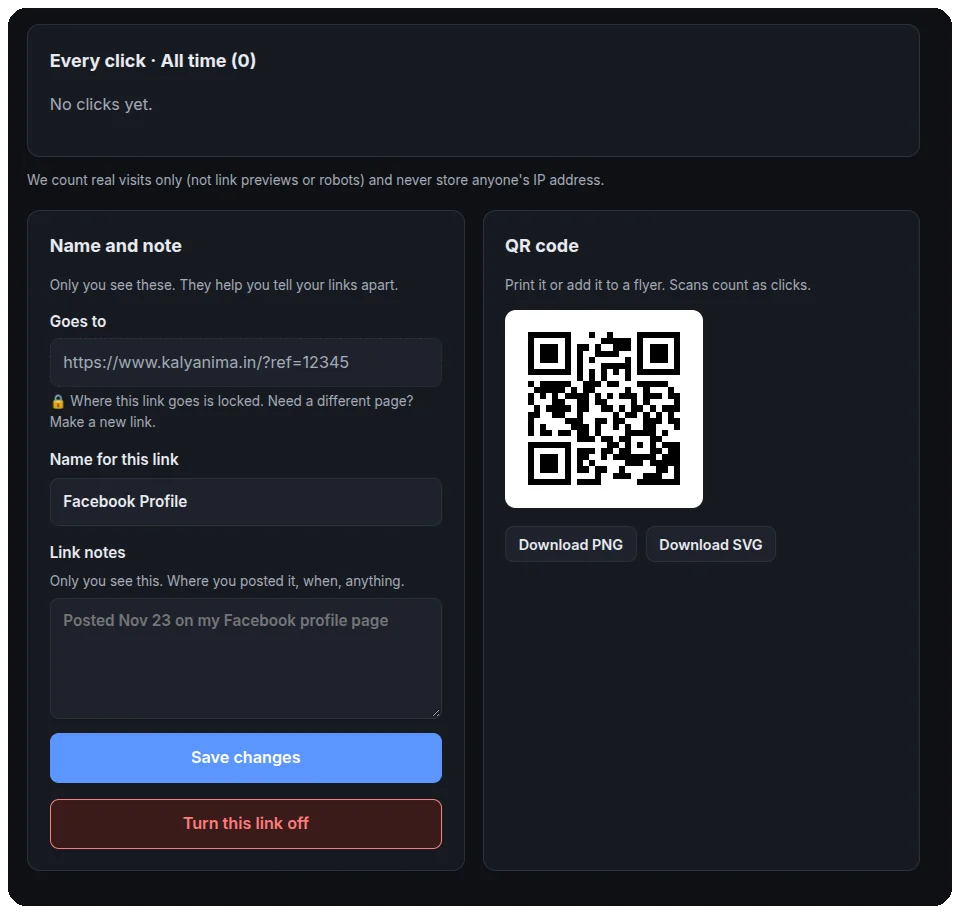 Every click · All time (0)
No clicks yet.
We count real visits only (not link previews or robots) and never store anyone's IP address.
Name and note
Only you see these. They help you tell your links apart.
Goes to
https://www.kalyanima.in/?ref=12345
🔒 Where this link goes is locked. Need a different page?
Make a new link.
Name for this link
Facebook Profile
Link notes
Only you see this. Where you posted it, when, anything.
Posted Nov 23 on my Facebook profile page
Save changes
Turn this link off
QR code
Print it or add it to a flyer. Scans count as clicks.
Download PNG
Download SVG